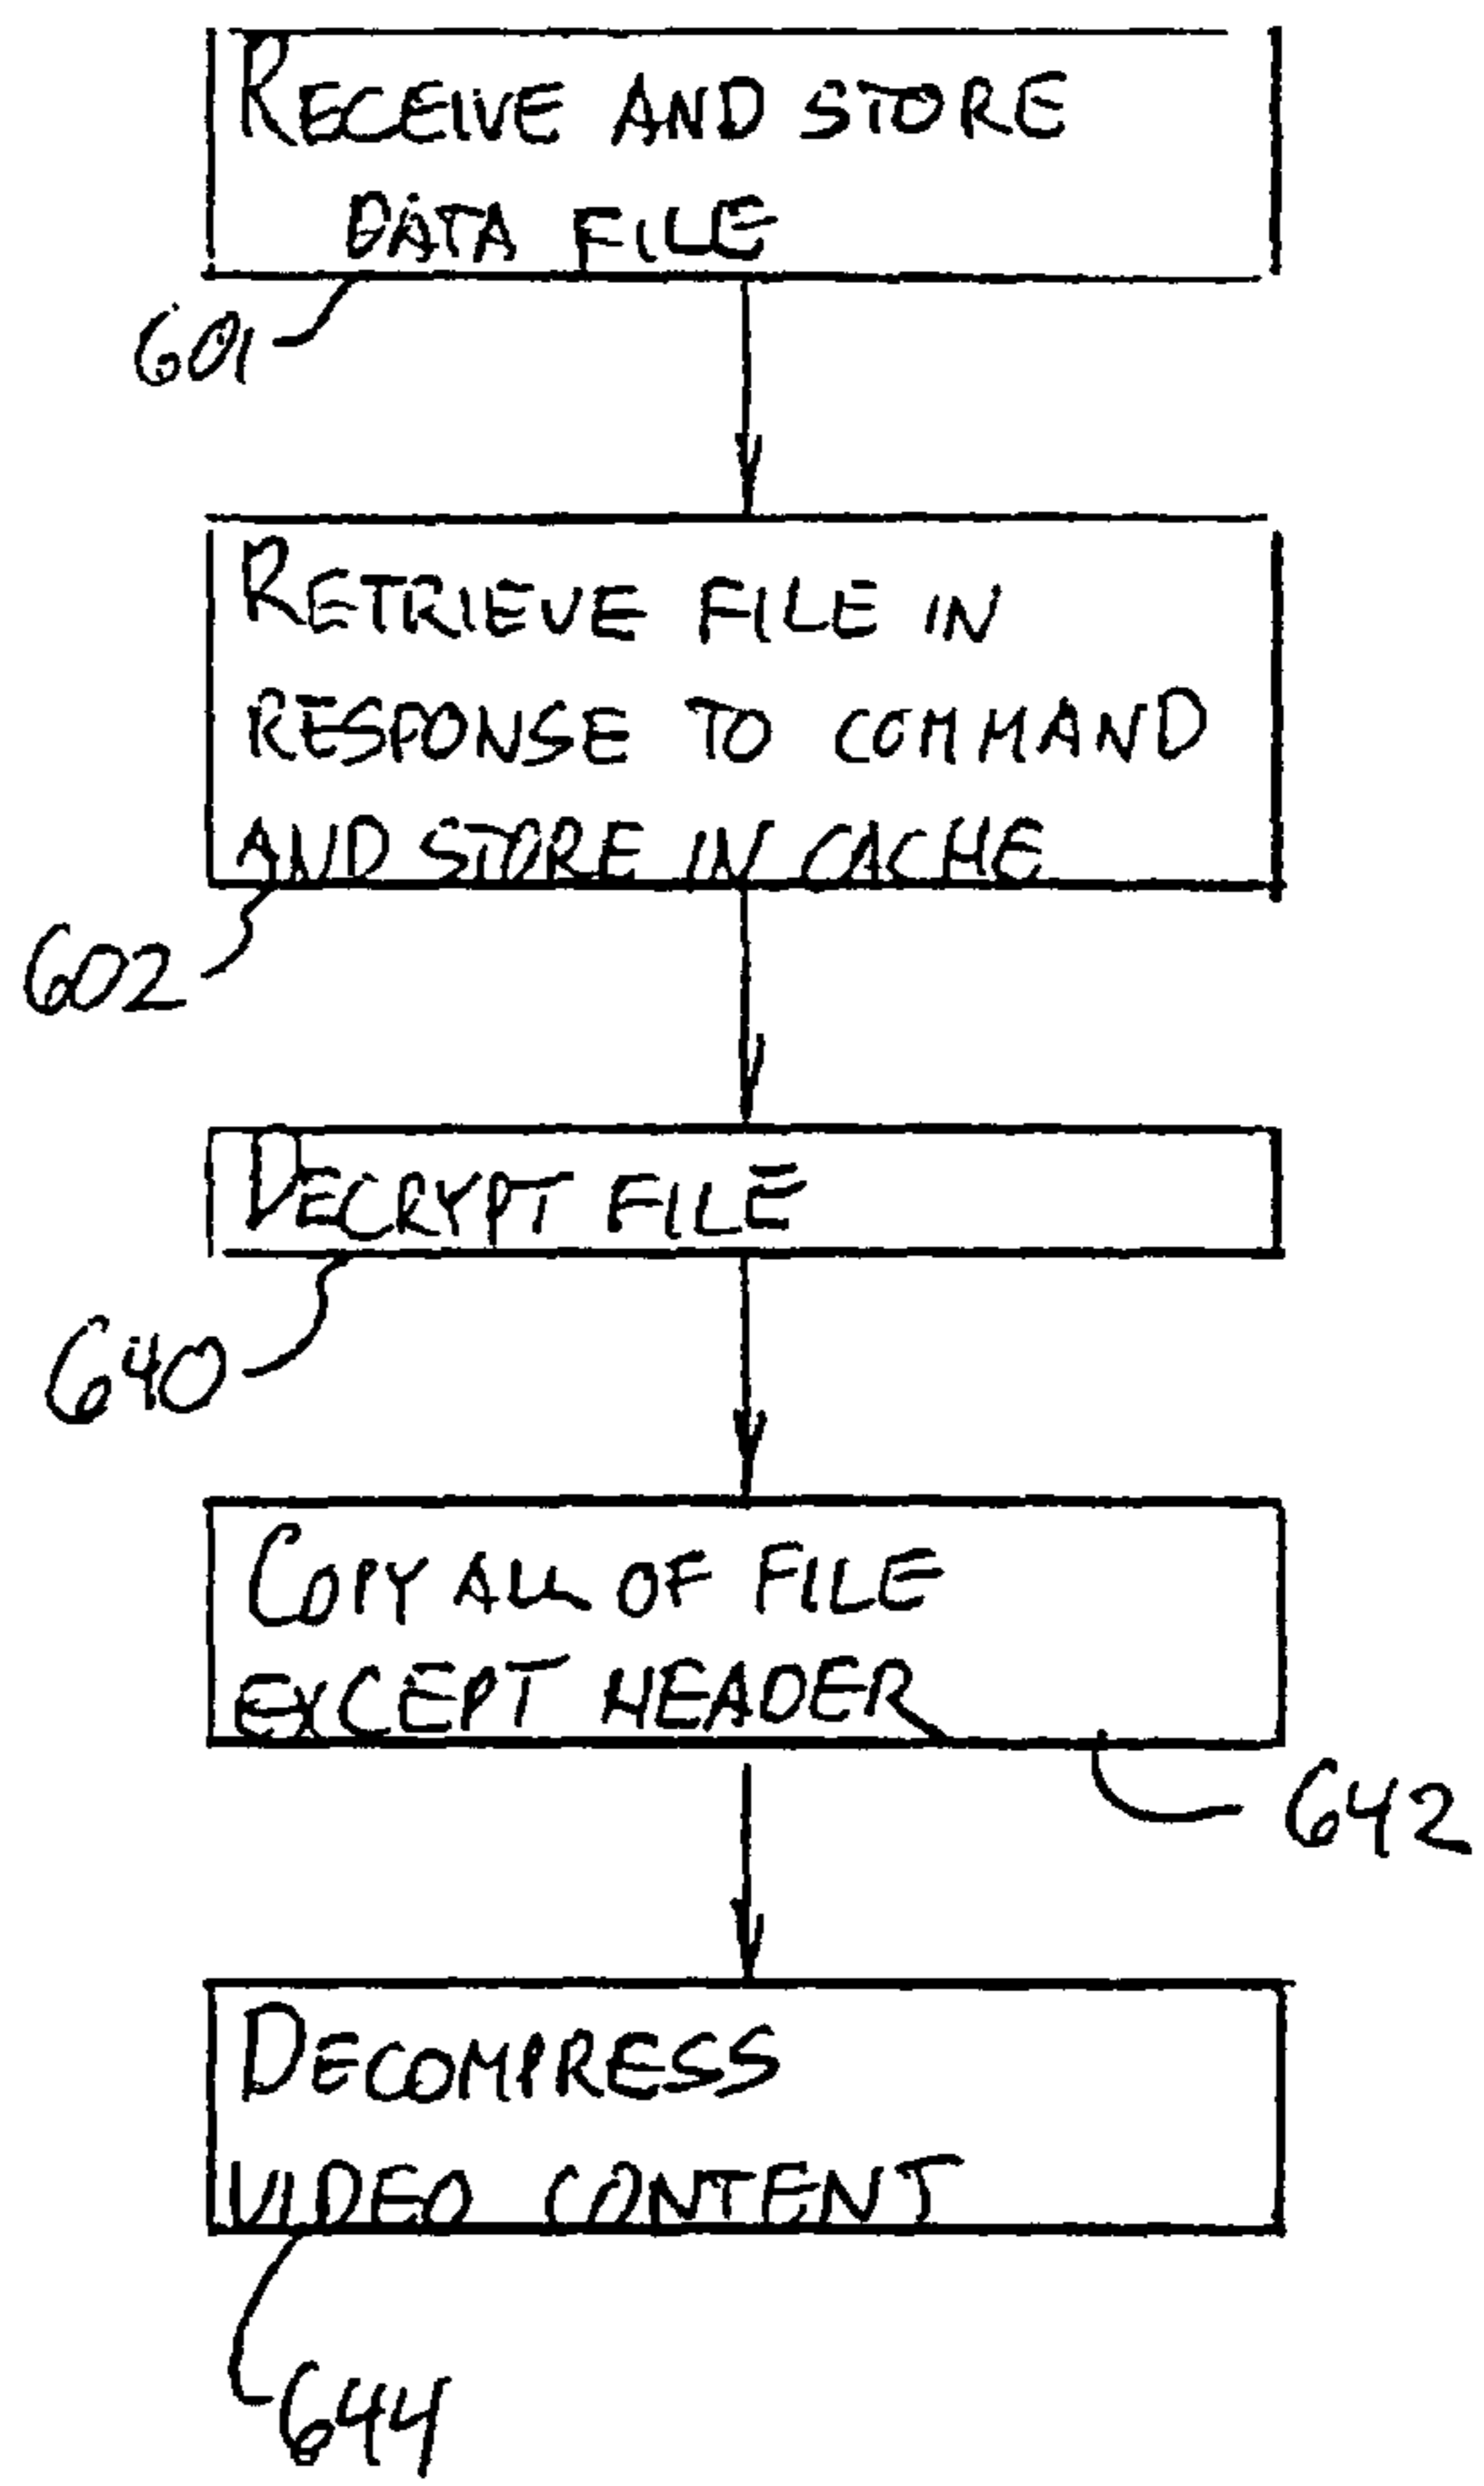 RECEIVE AND STORE
DATA FILE
601
RETRIEVE FILE IN
RESPONSE TO COMMAND
AND STORE IN CACHE
602
DECRYPT FILE
640
COPY ALL OF FILE
EXCEPT HEADER
642
DECOMPRESS
VIDEO CONTENT
644